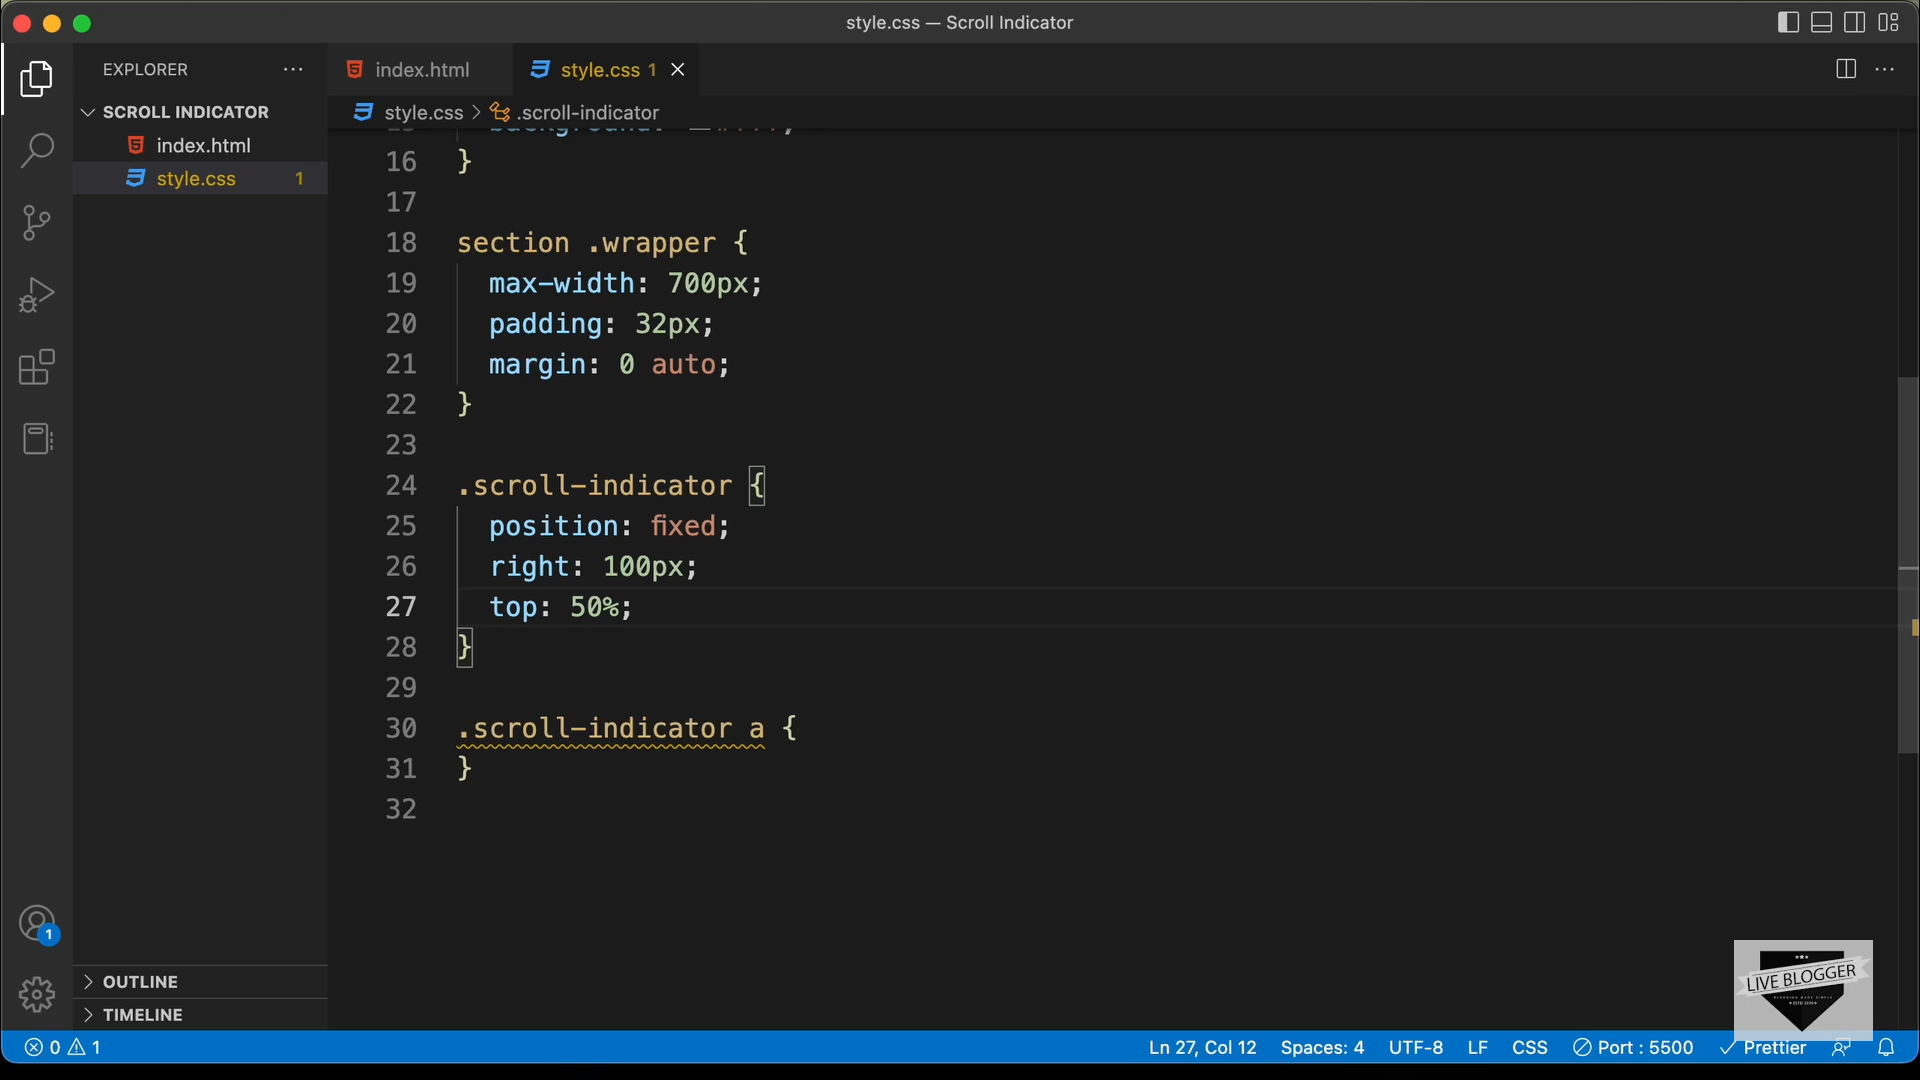 style.css — Scroll Indicator
EXPLORER
index.html
style.css 1
SCROLL INDICATOR
index.html
style.css 1
style.css > .scroll-indicator
16 }
17
18 section .wrapper {
19 max-width: 700px;
20 padding: 32px;
21 margin: 0 auto;
22 }
23
24 .scroll-indicator {
25 position: fixed;
26 right: 100px;
27 top: 50%;
28 }
29
30 .scroll-indicator a {
31 }
32
1
OUTLINE
TIMELINE
LIVE BLOGGER
0 1
Ln 27, Col 12
Spaces: 4
UTF-8
LF
CSS
Port : 5500
Prettier